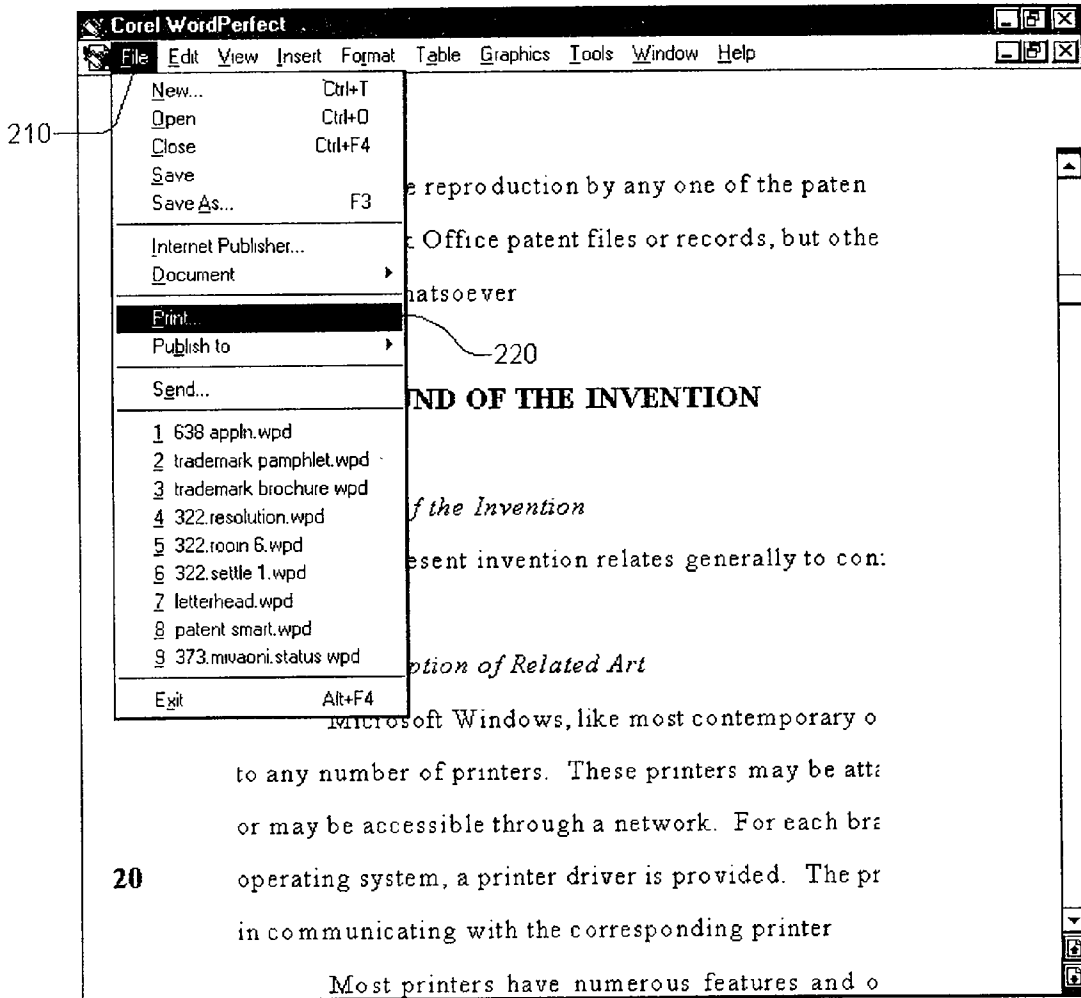 Corel WordPerfect
File Edit View Insert Format Table Graphics Tools Window Help
New... Ctrl+T
210
Open Ctrl+O
Close Ctrl+F4
Save
Save As... F3
e reproduction by any one of the paten
Office patent files or records, but othe
Internet Publisher...
Document
hatsoever
Print...
Publish to
220
Send...
UND OF THE INVENTION
1 638 appln.wpd
2 trademark pamphlet.wpd
3 trademark brochure wpd
4 322.resolution.wpd
5 322.room 6.wpd
6 322.settle 1.wpd
7 letterhead.wpd
8 patent smart.wpd
9 373.mivaoni.status wpd
f the Invention
esent invention relates generally to con
ption of Related Art
Exit Alt+F4
Microsoft Windows, like most contemporary o
to any number of printers. These printers may be atta
or may be accessible through a network. For each bra
20 operating system, a printer driver is provided. The pr
in communicating with the corresponding printer
Most printers have numerous features and o